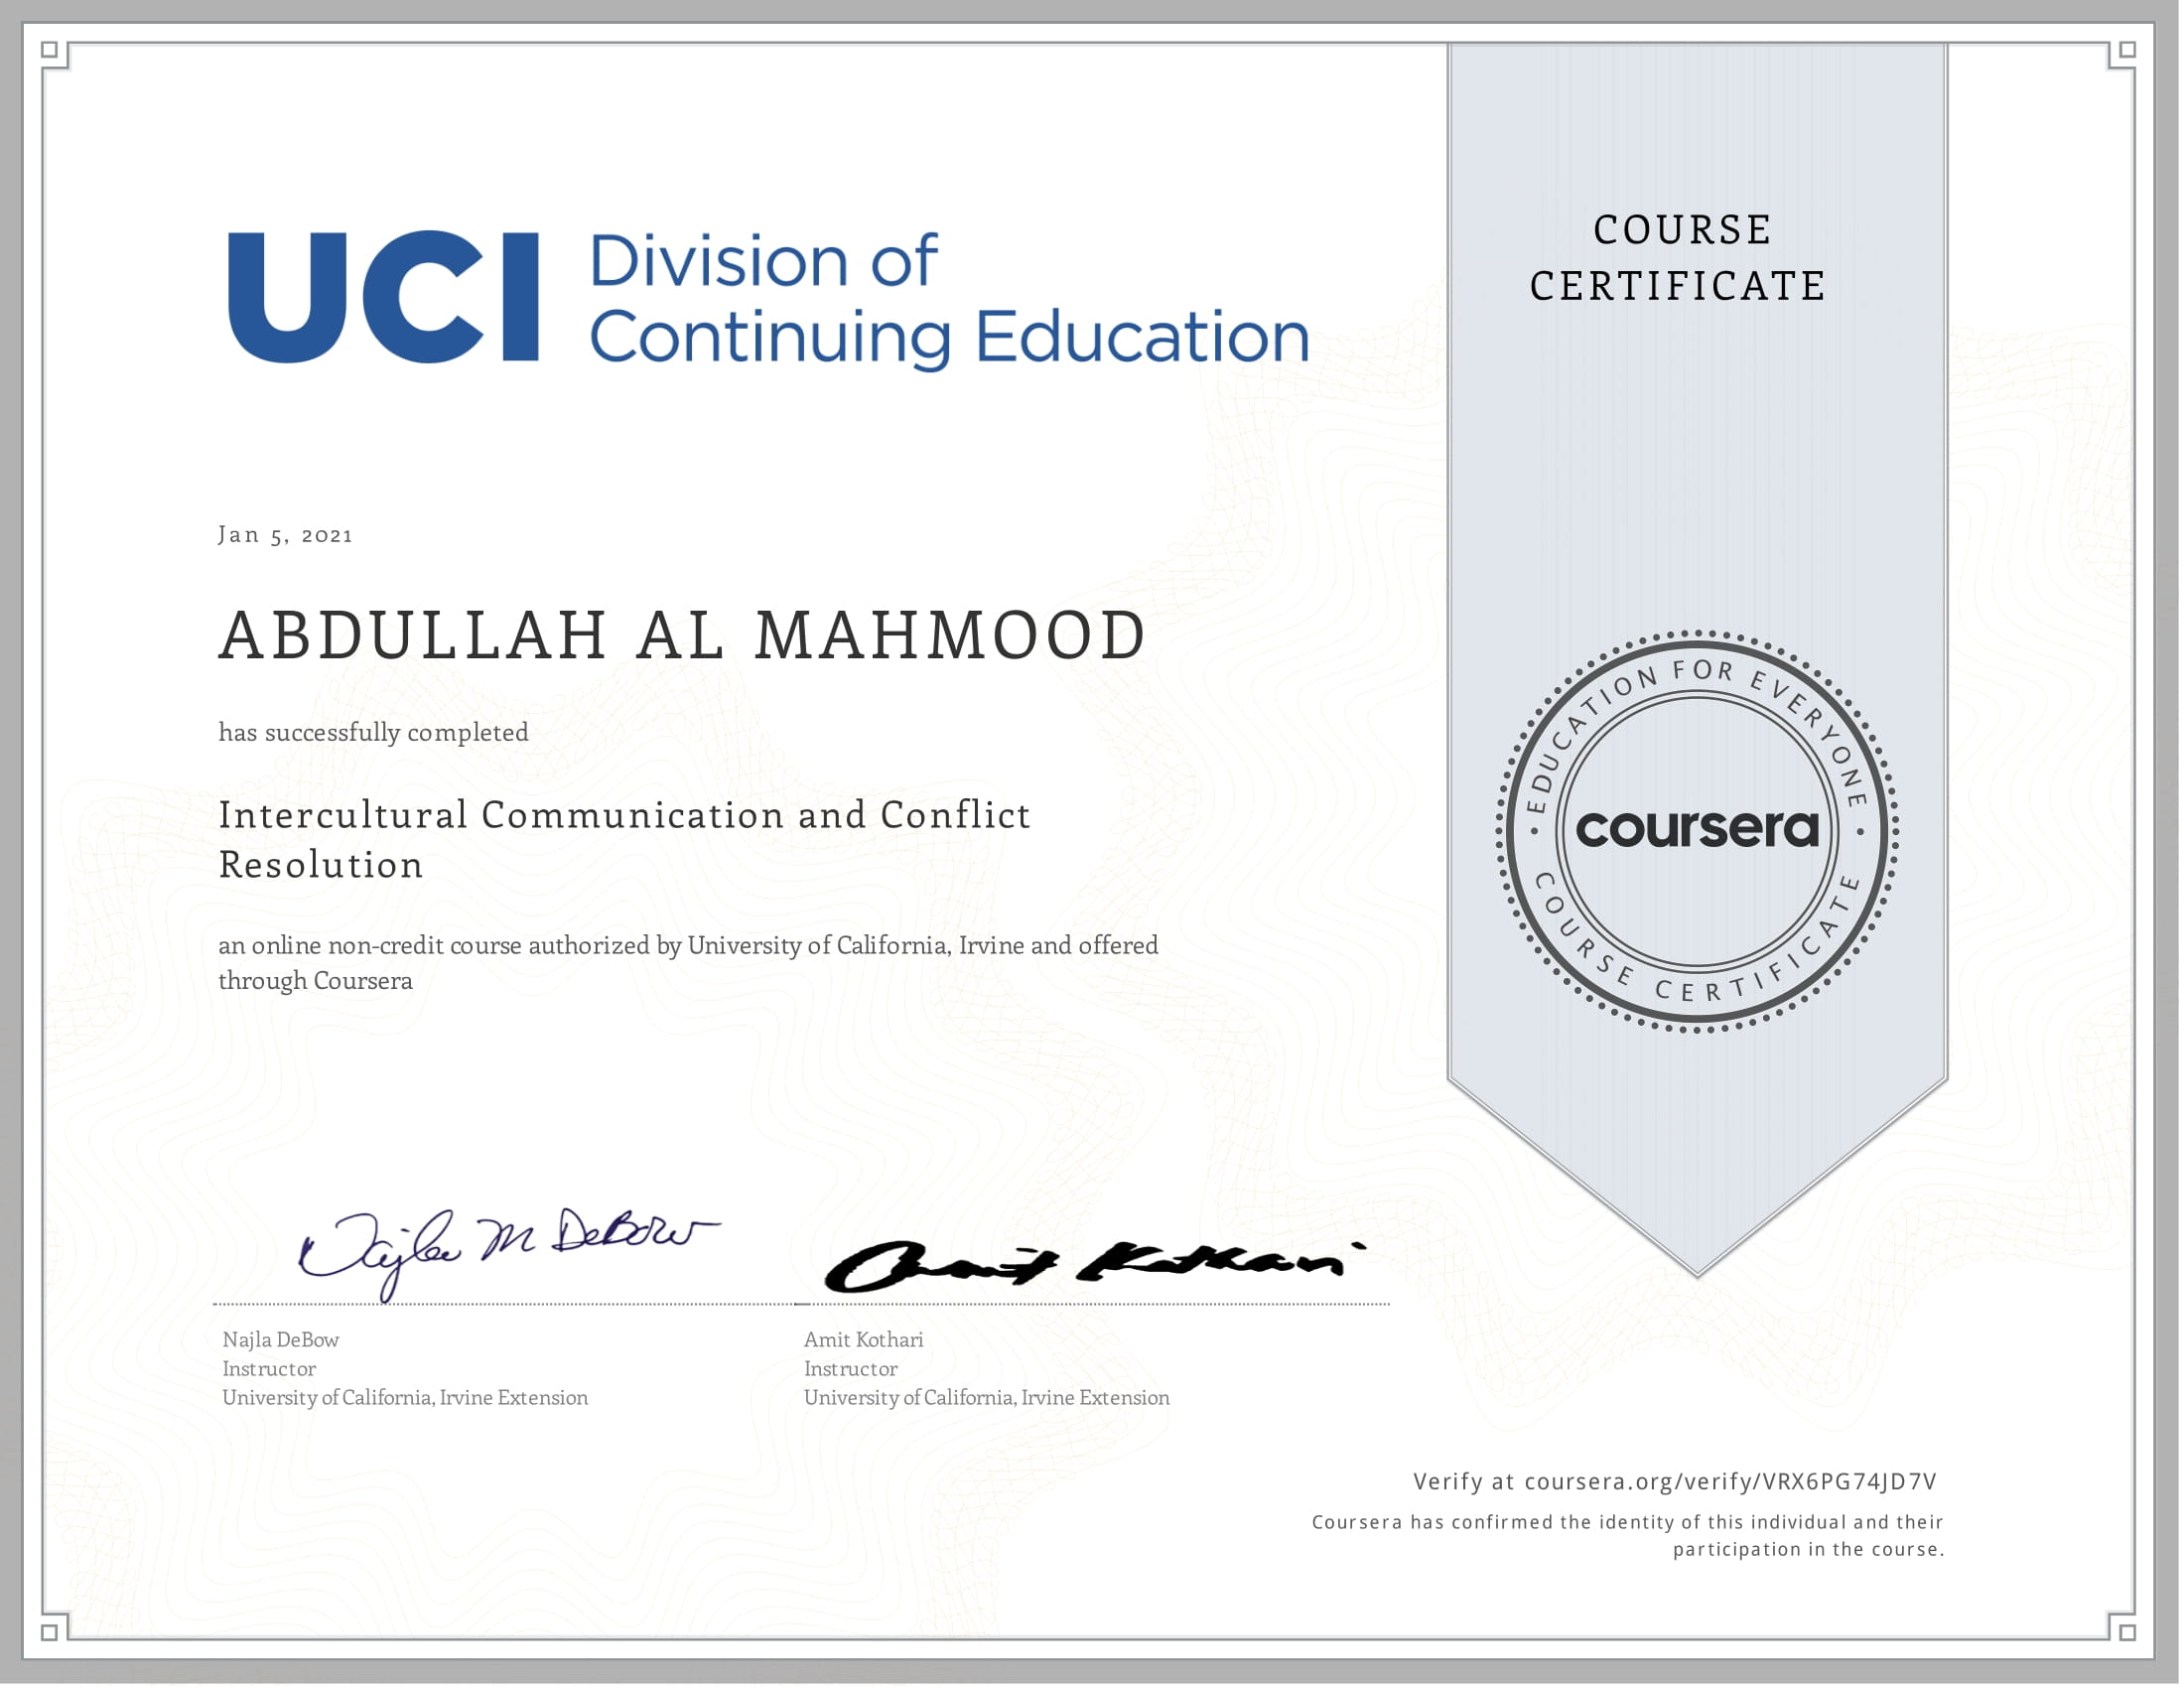 UCI Division of
Continuing Education
COURSE
CERTIFICATE
Jan 5, 2021
ABDULLAH AL MAHMOOD
has successfully completed
Intercultural Communication and Conflict
Resolution
an online non-credit course authorized by University of California, Irvine and offered
through Coursera
EDUCATION FOR EVERYONE
coursera
COURSE CERTIFICATE
Najla M DeBow
Amit Kothari
Najla DeBow
Instructor
University of California, Irvine Extension
Amit Kothari
Instructor
University of California, Irvine Extension
Verify at coursera.org/verify/VRX6PG74JD7V
Coursera has confirmed the identity of this individual and their
participation in the course.